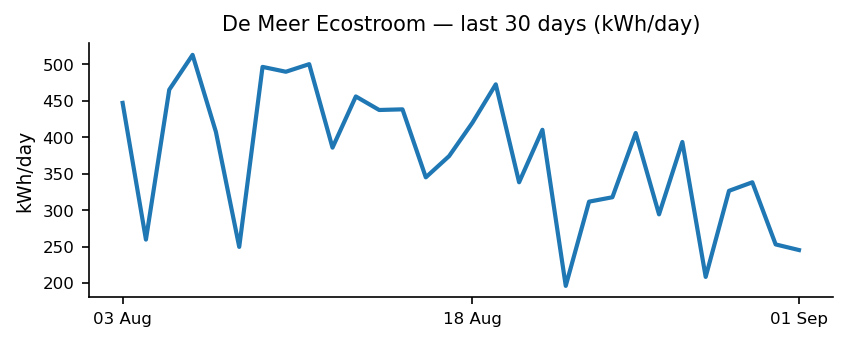 De Meer Ecostroom — last 30 days (kWh/day)
kWh/day
500
450
400
350
300
250
200
03 Aug
18 Aug
01 Sep